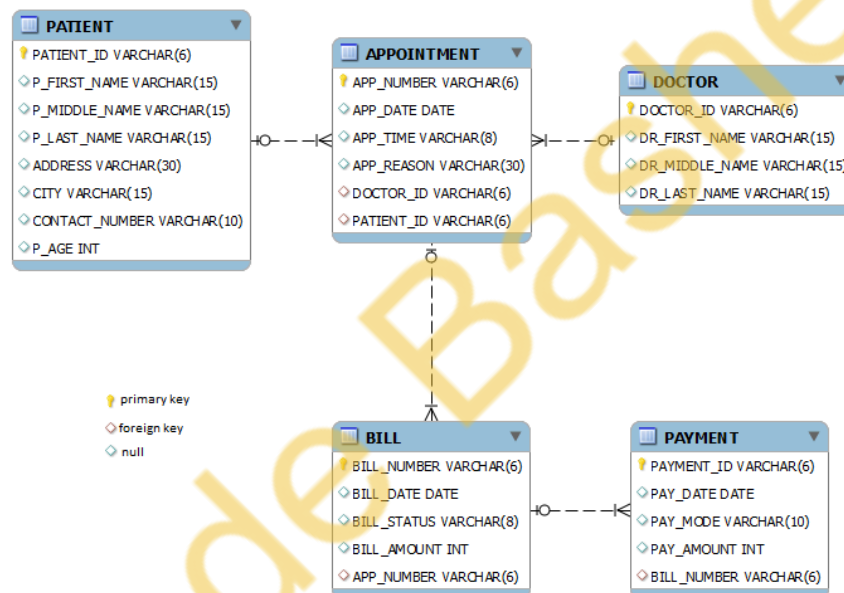 PATIENT
PATIENT_ID VARCHAR(6)
P_FIRST_NAME VARCHAR(15)
P_MIDDLE_NAME VARCHAR(15)
P_LAST_NAME VARCHAR(15)
ADDRESS VARCHAR(30)
CITY VARCHAR(15)
CONTACT_NUMBER VARCHAR(10)
P_AGE INT
APPOINTMENT
APP_NUMBER VARCHAR(6)
APP_DATE DATE
APP_TIME VARCHAR(8)
APP_REASON VARCHAR(30)
DOCTOR_ID VARCHAR(6)
PATIENT_ID VARCHAR(6)
DOCTOR
DOCTOR_ID VARCHAR(6)
DR_FIRST_NAME VARCHAR(15)
DR_MIDDLE_NAME VARCHAR(15)
DR_LAST_NAME VARCHAR(15)
primary key
foreign key
null
BILL
BILL_NUMBER VARCHAR(6)
BILL_DATE DATE
BILL_STATUS VARCHAR(8)
BILL_AMOUNT INT
APP_NUMBER VARCHAR(6)
PAYMENT
PAYMENT_ID VARCHAR(6)
PAY_DATE DATE
PAY_MODE VARCHAR(10)
PAY_AMOUNT INT
BILL_NUMBER VARCHAR(6)
de Bashe